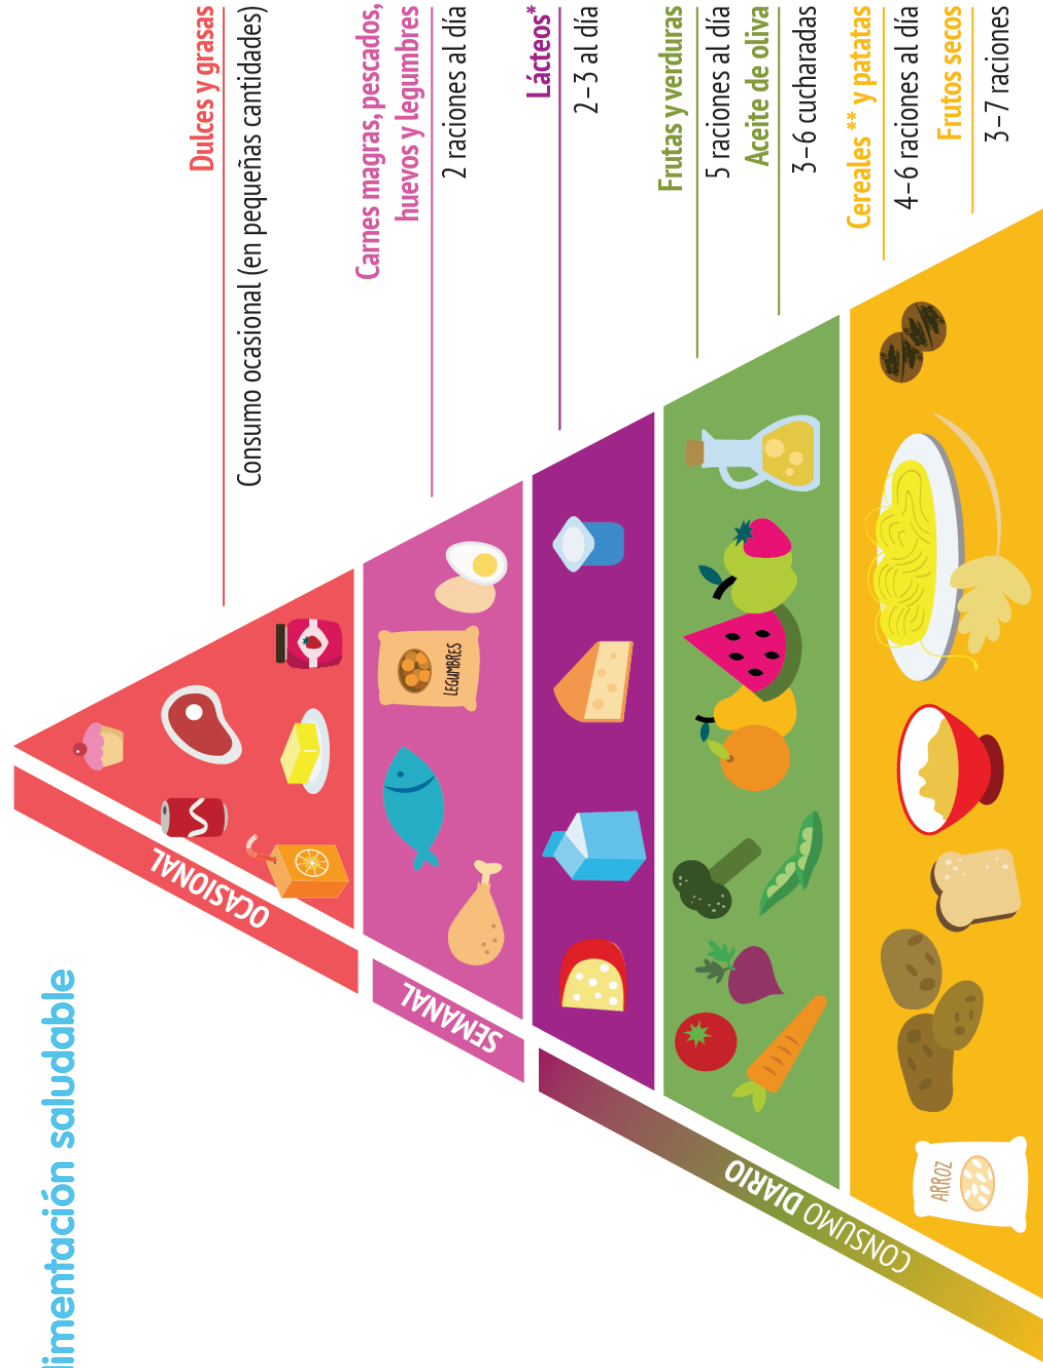 limentación saludable
Dulces y grasas
Consumo ocasional (en pequeñas cantidades)
Carnes magras, pescados,
huevos y legumbres
2 raciones al día
Lácteos*
2–3 al día
Frutas y verduras
5 raciones al día
Aceite de oliva
3–6 cucharadas
Cereales ** y patatas
4–6 raciones al día
Frutos secos
3–7 raciones
OCASIONAL
SEMANAL
CONSUMO DIARIO
LEGUMBRES
ARROZ